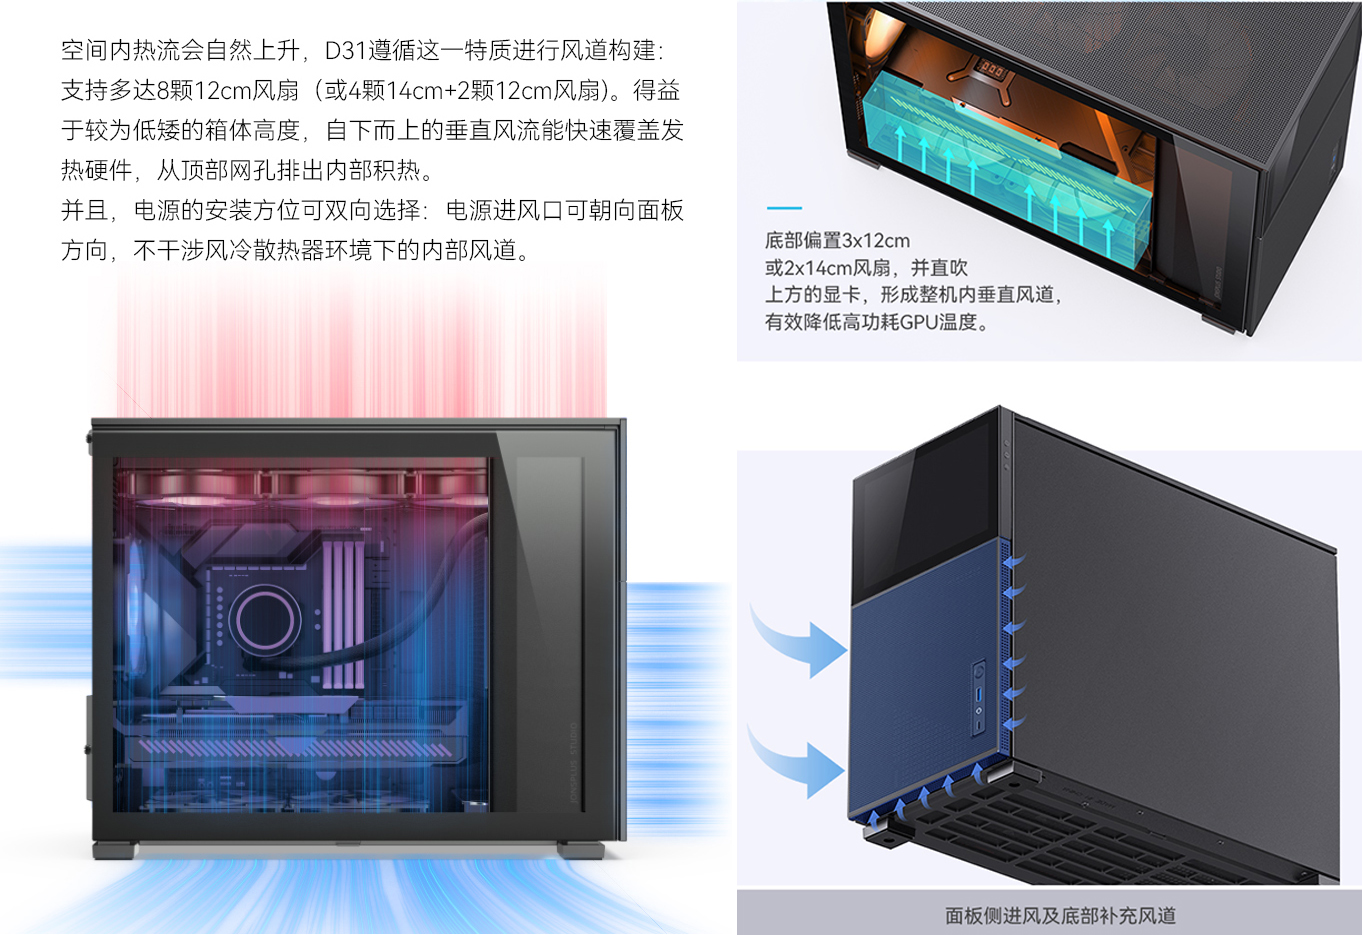 空间内热流会自然上升，D31遵循这一特质进行风道构建：
支持多达8颗12cm风扇（或4颗14cm+2颗12cm风扇)。得益
于较为低矮的箱体高度，自下而上的垂直风流能快速覆盖发
热硬件，从顶部网孔排出内部积热。
并且，电源的安装方位可双向选择：电源进风口可朝向面板
方向，不干涉风冷散热器环境下的内部风道。
底部偏置3x12cm
或2x14cm风扇，并直吹
上方的显卡，形成整机内垂直风道，
有效降低高功耗GPU温度。
JONSPLUS STUDIO
面板侧进风及底部补充风道